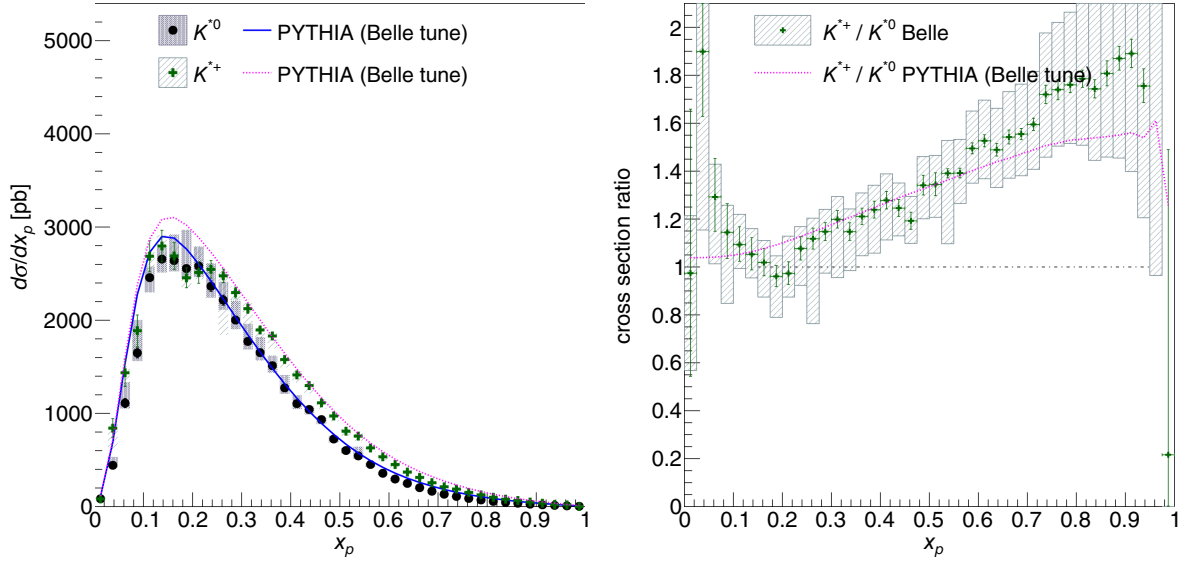 5000
4000
3000
2000
1000
0
dσ/dx_p [pb]
K*0 PYTHIA (Belle tune)
K*+ PYTHIA (Belle tune)
0 0.1 0.2 0.3 0.4 0.5 0.6 0.7 0.8 0.9 1
x_p
2
1.8
1.6
1.4
1.2
1
0.8
0.6
0.4
0.2
0
cross section ratio
K*+ / K*0 Belle
K*+ / K*0 PYTHIA (Belle tune)
0 0.1 0.2 0.3 0.4 0.5 0.6 0.7 0.8 0.9 1
x_p